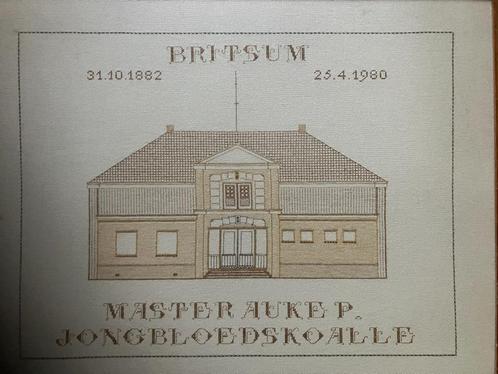 BRITSUM
31.10.1882 25.4.1980
MASTER AUKE P.
JONGBLOEDSKOALLE